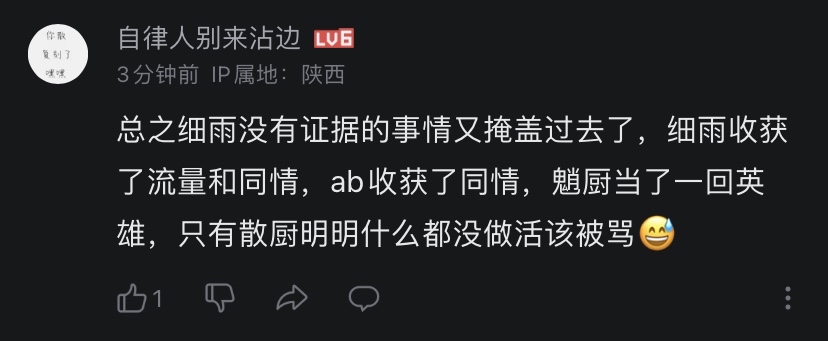 你散
复刻了
嘿嘿
自律人别来沾边 LV6
3分钟前 IP属地：陕西
总之细雨没有证据的事情又掩盖过去了，细雨收获
了流量和同情，ab收获了同情，魈厨当了一回英
雄，只有散厨明明什么都没做活该被骂😅
1